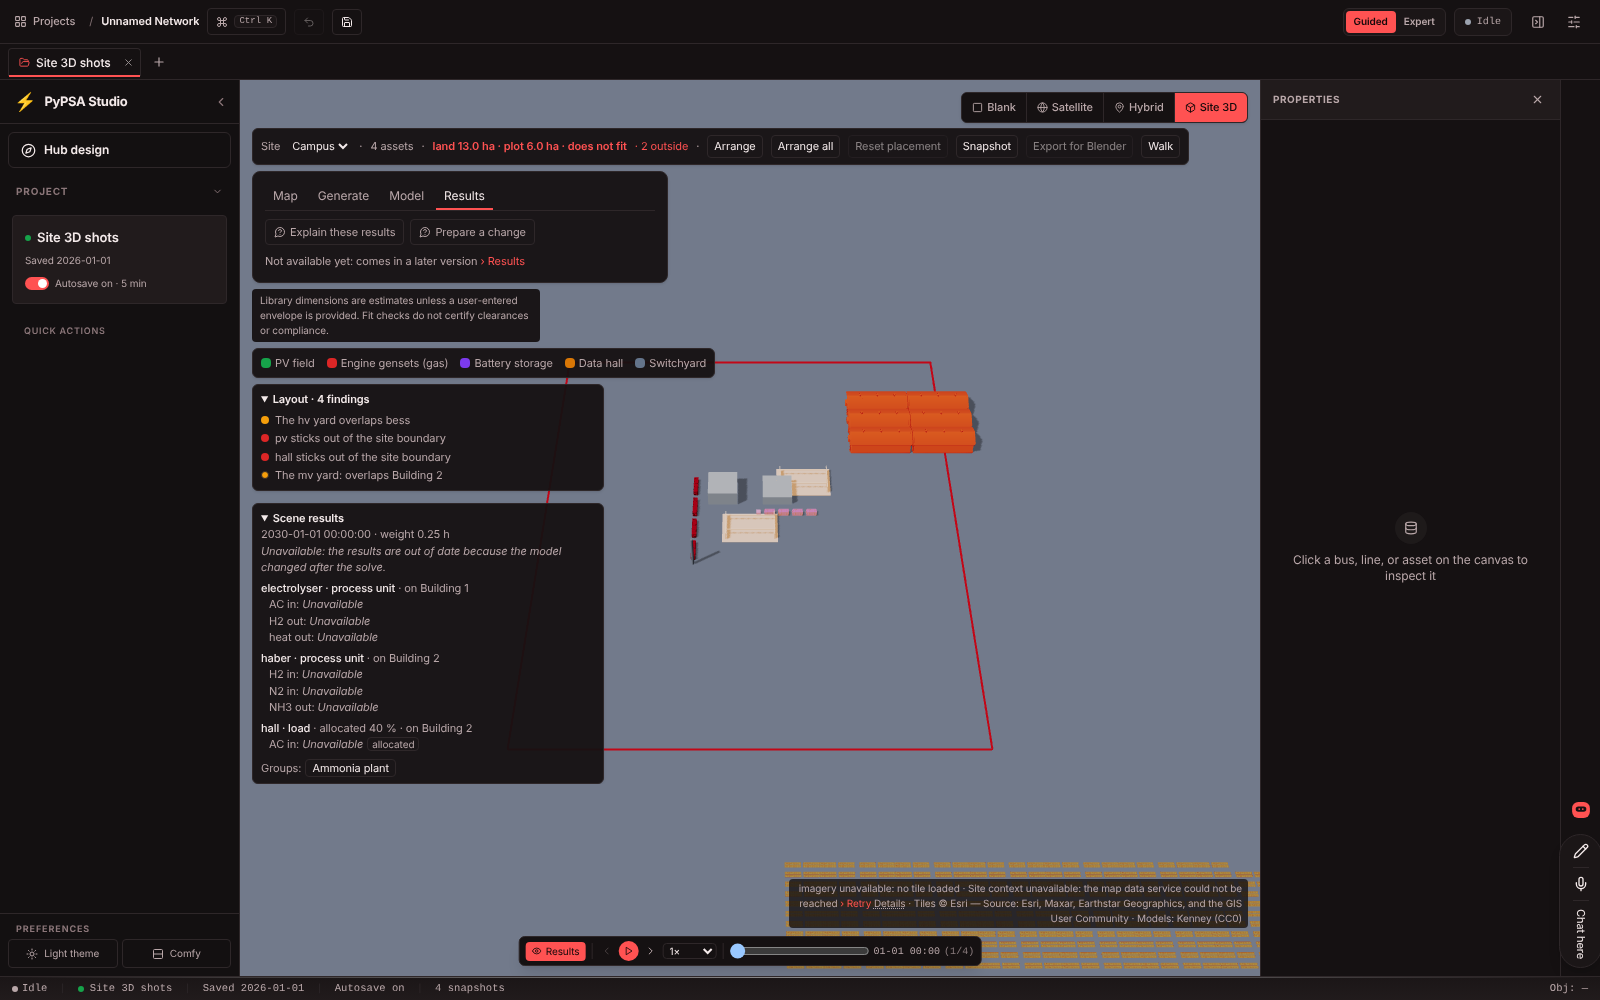 Projects / Unnamed Network Ctrl K Guided Expert Idle
Site 3D shots
PyPSA Studio
Hub design
PROJECT
Site 3D shots
Saved 2026-01-01
Autosave on · 5 min
QUICK ACTIONS
PREFERENCES
Light theme Comfy
Blank Satellite Hybrid Site 3D
Site Campus · 4 assets · land 13.0 ha · plot 6.0 ha · does not fit · 2 outside · Arrange Arrange all Reset placement Snapshot Export for Blender Walk
Map Generate Model Results
Explain these results Prepare a change
Not available yet: comes in a later version › Results
Library dimensions are estimates unless a user-entered
envelope is provided. Fit checks do not certify clearances
or compliance.
PV field Engine gensets (gas) Battery storage Data hall Switchyard
Layout · 4 findings
The hv yard overlaps bess
pv sticks out of the site boundary
hall sticks out of the site boundary
The mv yard: overlaps Building 2
Scene results
2030-01-01 00:00:00 · weight 0.25 h
Unavailable: the results are out of date because the model
changed after the solve.
electrolyser · process unit · on Building 1
AC in: Unavailable
H2 out: Unavailable
heat out: Unavailable
haber · process unit · on Building 2
H2 in: Unavailable
N2 in: Unavailable
NH3 out: Unavailable
hall · load · allocated 40 % · on Building 2
AC in: Unavailable allocated
Groups: Ammonia plant
imagery unavailable: no tile loaded · Site context unavailable: the map data service could not be
reached › Retry Details · Tiles © Esri — Source: Esri, Maxar, Earthstar Geographics, and the GIS
User Community · Models: Kenney (CC0)
Results 1× 01-01 00:00 (1/4)
PROPERTIES
Click a bus, line, or asset on the canvas to
inspect it
Chat here
Idle Site 3D shots Saved 2026-01-01 Autosave on 4 snapshots Obj: —